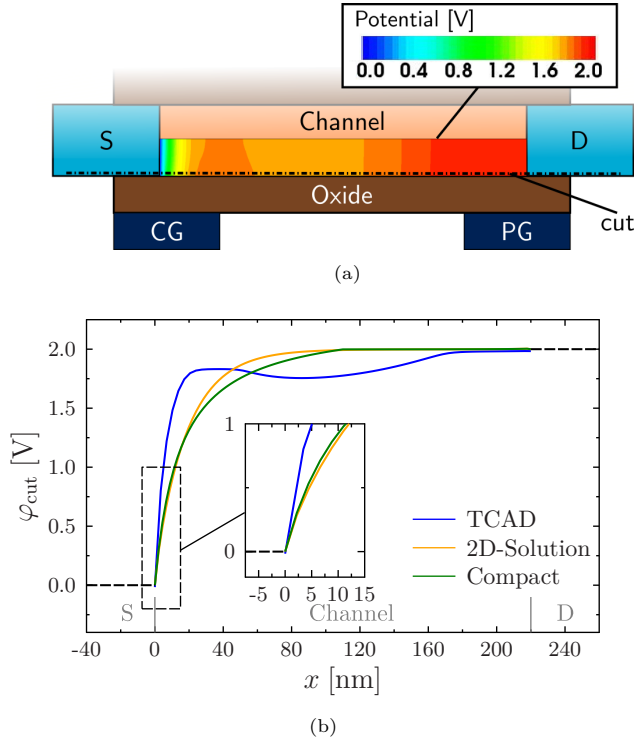 Potential [V]
0.0 0.4 0.8 1.2 1.6 2.0
Channel
S
D
Oxide
cut
CG
PG
(a)
2.0
1.5
1.0
0.5
0.0
φcut [V]
1
0
-5 0 5 10 15
TCAD
2D-Solution
Compact
S
Channel
D
-40 0 40 80 120 160 200 240
x [nm]
(b)